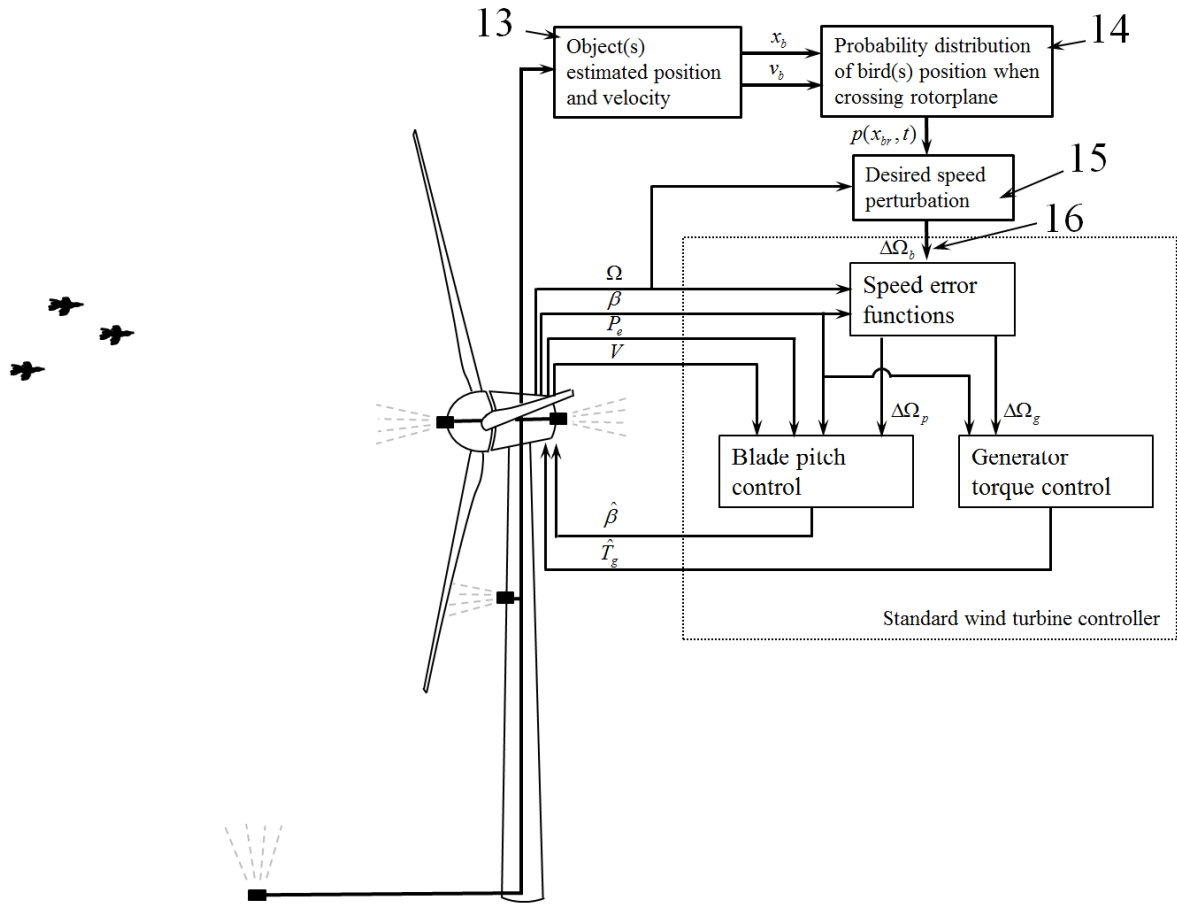 13
Object(s)
estimated position
and velocity
x_b
v_b
Probability distribution
of bird(s) position when
crossing rotorplane
14
p(x_{br}, t)
15
Desired speed
perturbation
16
ΔΩ_b
Ω
β
P_e
V
Speed error
functions
ΔΩ_p
ΔΩ_g
Blade pitch
control
Generator
torque control
β̂
T̂_g
Standard wind turbine controller